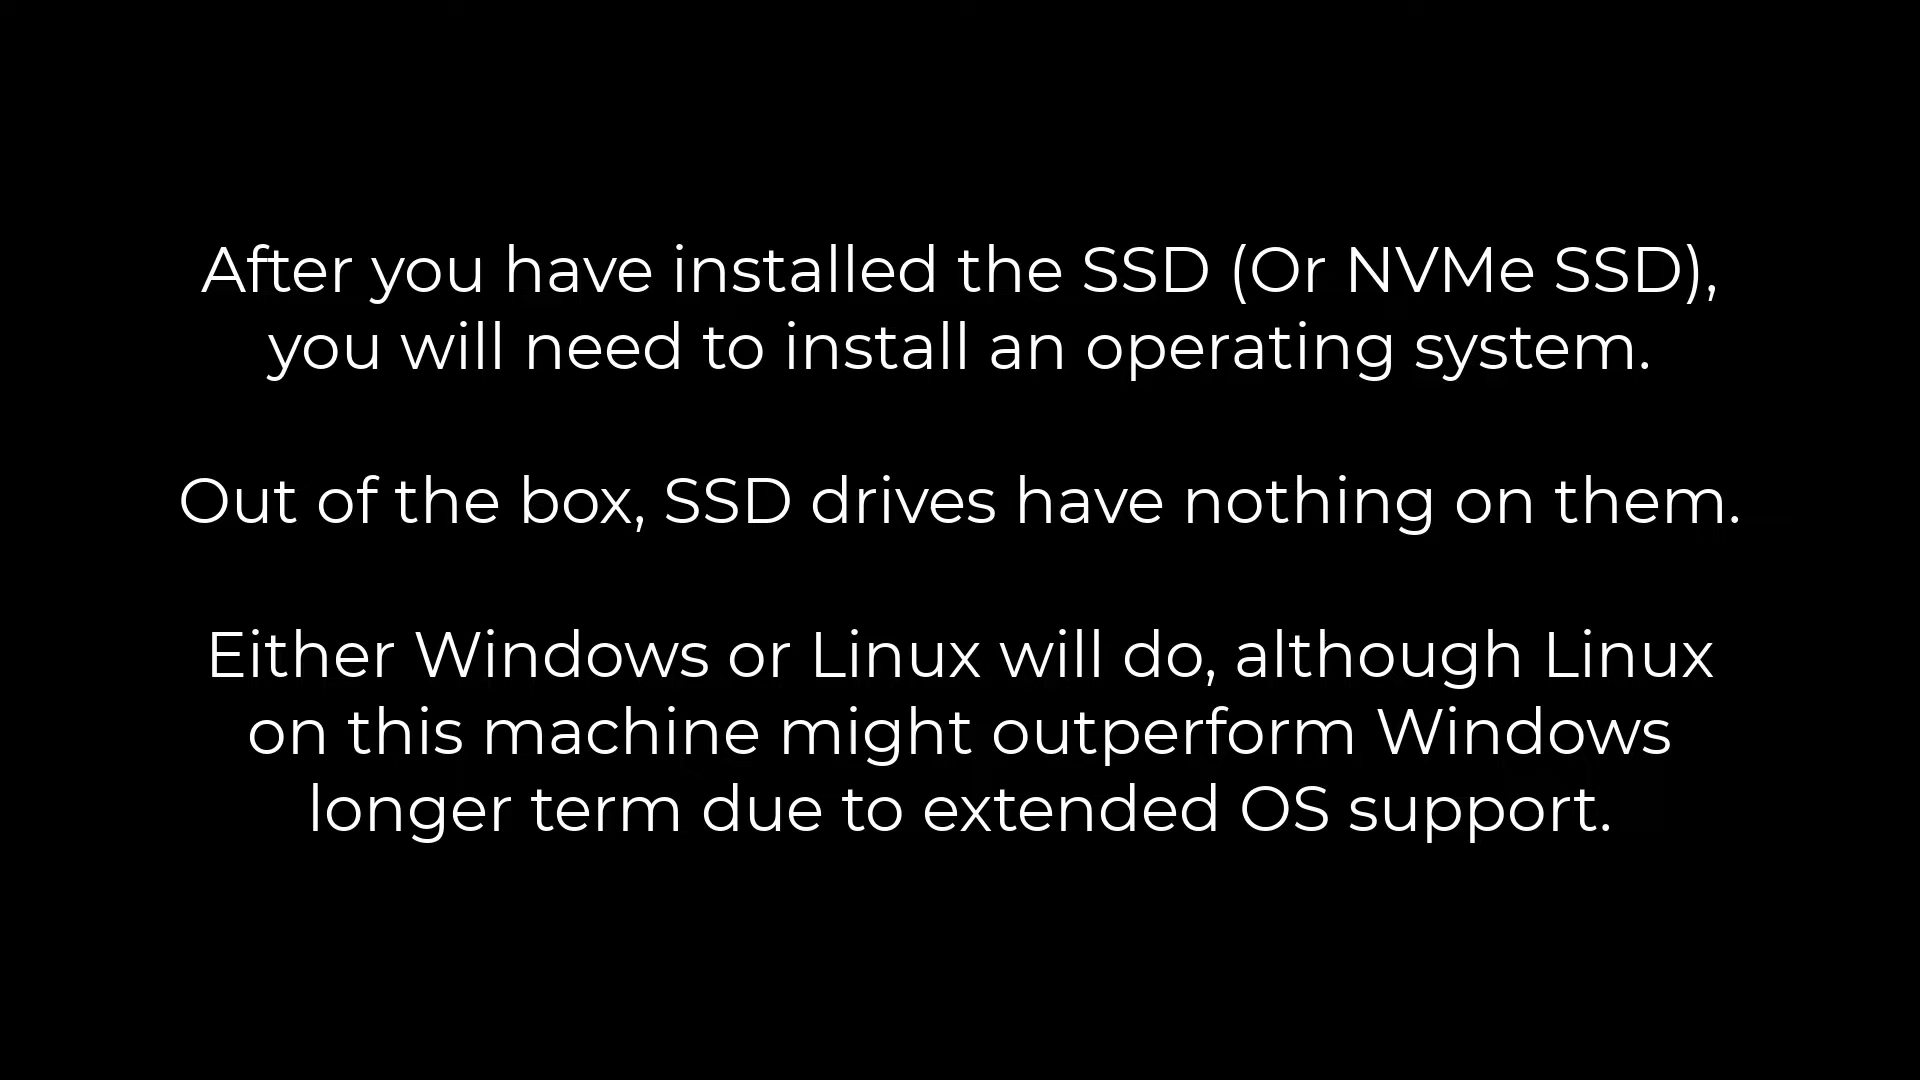 After you have installed the SSD (Or NVMe SSD),
you will need to install an operating system.
Out of the box, SSD drives have nothing on them.
Either Windows or Linux will do, although Linux
on this machine might outperform Windows
longer term due to extended OS support.